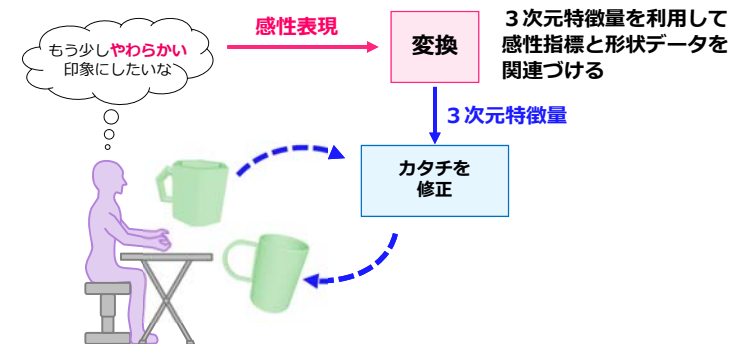 もう少しやわらかい
印象にしたいな
感性表現
変換
３次元特徴量を利用して
感性指標と形状データを
関連づける
３次元特徴量
カタチを
修正